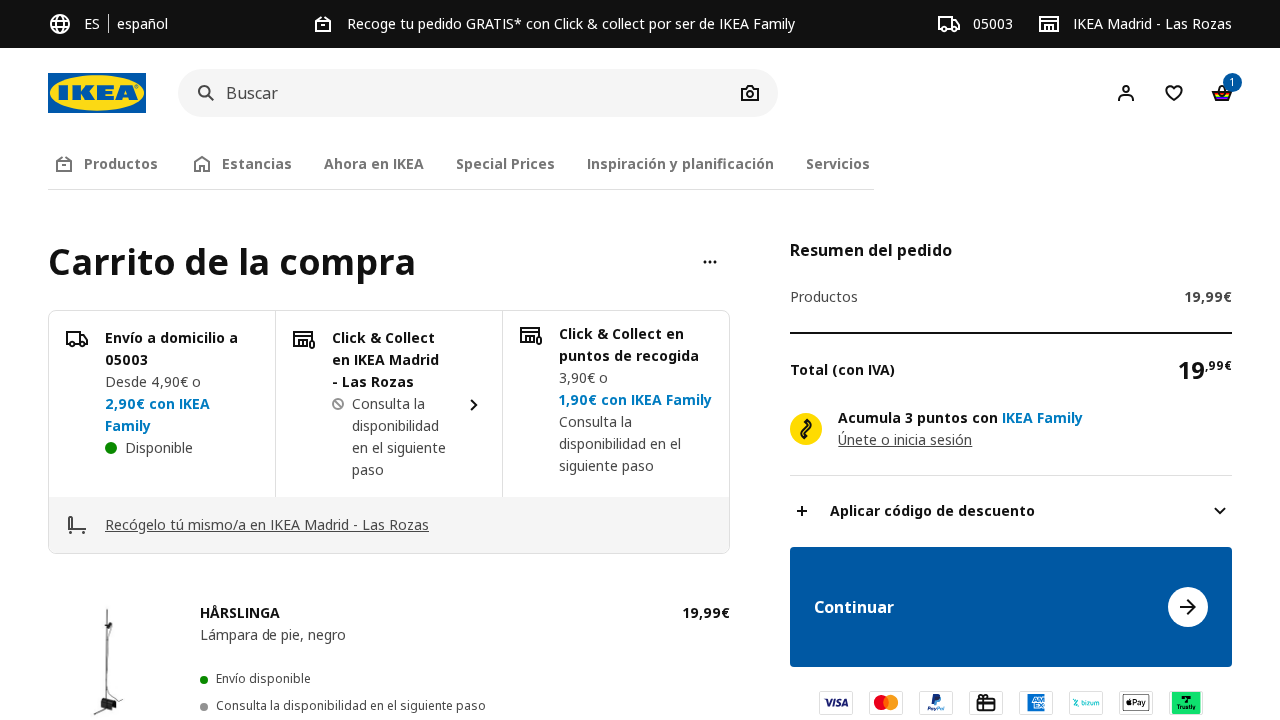 ES
español
Recoge tu pedido GRATIS* con Click & collect por ser de IKEA Family
05003
IKEA Madrid - Las Rozas
IKEA
Buscar
1
Productos
Estancias
Ahora en IKEA
Special Prices
Inspiración y planificación
Servicios
Carrito de la compra
Envío a domicilio a
05003
Desde 4,90€ o
2,90€ con IKEA
Family
Disponible
Click & Collect
en IKEA Madrid
- Las Rozas
Consulta la
disponibilidad
en el siguiente
paso
Click & Collect en
puntos de recogida
3,90€ o
1,90€ con IKEA Family
Consulta la
disponibilidad en el
siguiente paso
Recógelo tú mismo/a en IKEA Madrid - Las Rozas
HÅRSLINGA
19,99€
Lámpara de pie, negro
Envío disponible
Consulta la disponibilidad en el siguiente paso
Resumen del pedido
Productos
19,99€
Total (con IVA)
19,99€
Acumula 3 puntos con IKEA Family
Únete o inicia sesión
Aplicar código de descuento
Continuar
VISA
PayPal
AMEX
bizum
Apple Pay
Trustly